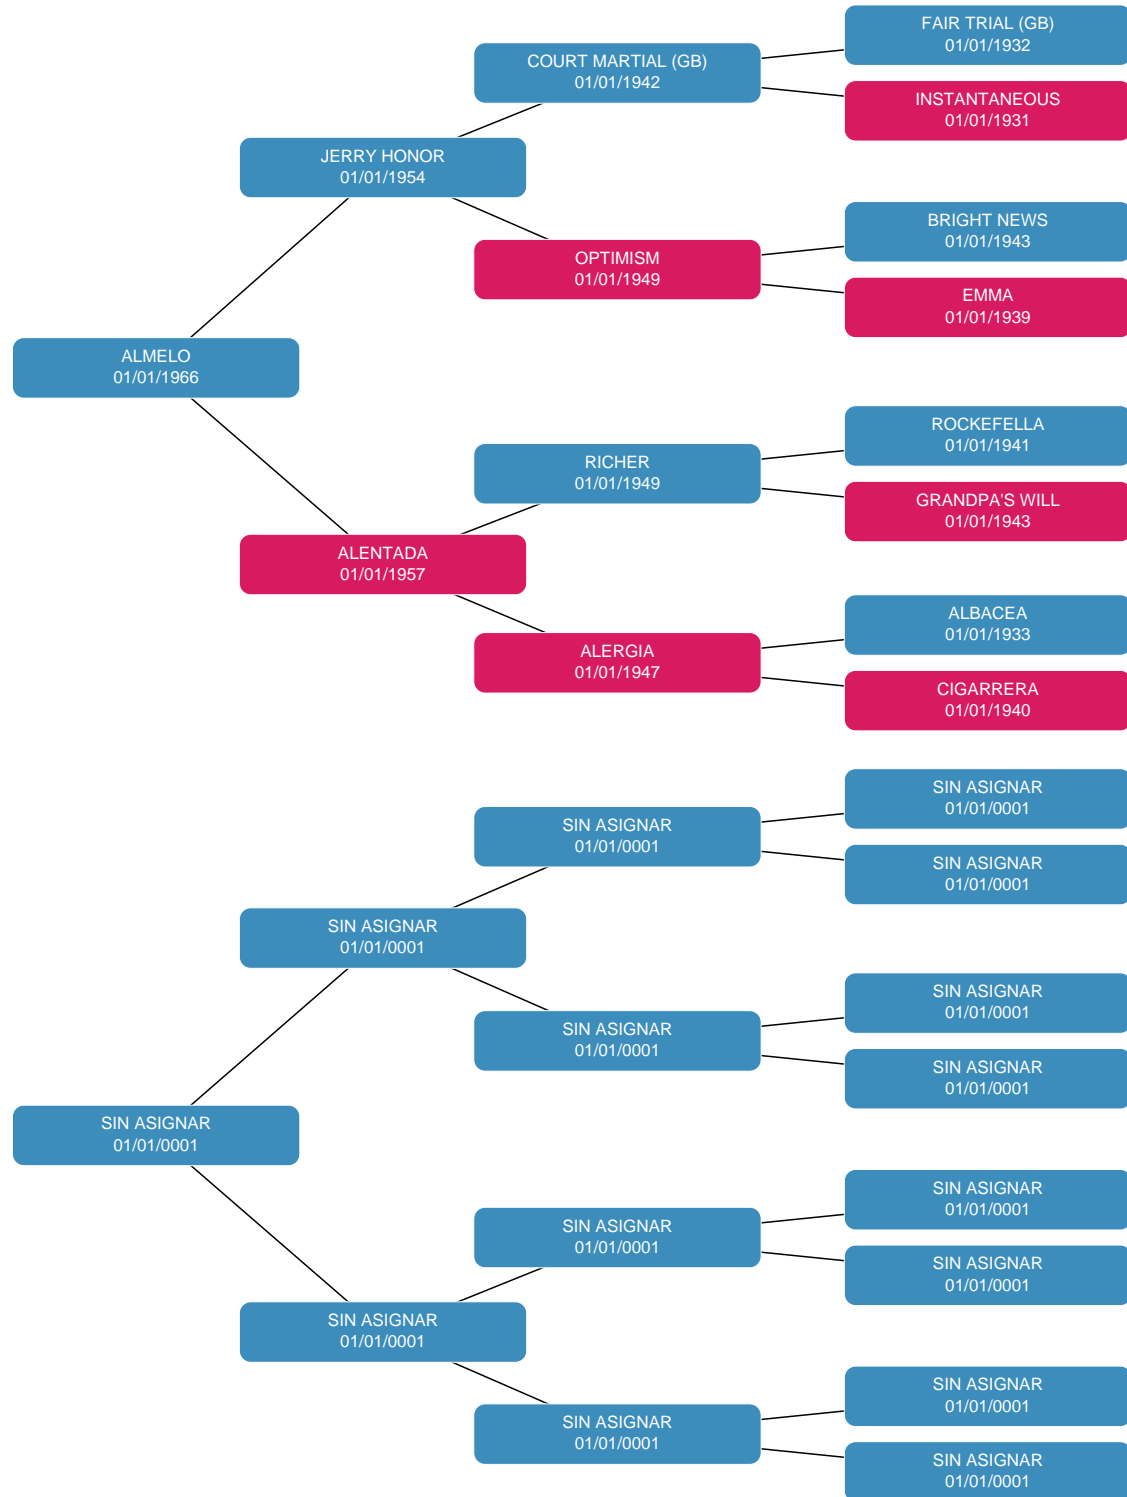 FAIR TRIAL (GB)
01/01/1932
COURT MARTIAL (GB)
01/01/1942
INSTANTANEOUS
01/01/1931
JERRY HONOR
01/01/1954
BRIGHT NEWS
01/01/1943
OPTIMISM
01/01/1949
EMMA
01/01/1939
ALMELO
01/01/1966
ROCKEFELLA
01/01/1941
RICHER
01/01/1949
GRANDPA'S WILL
01/01/1943
ALENTADA
01/01/1957
ALBACEA
01/01/1933
ALERGIA
01/01/1947
CIGARRERA
01/01/1940
SIN ASIGNAR
01/01/0001
SIN ASIGNAR
01/01/0001
SIN ASIGNAR
01/01/0001
SIN ASIGNAR
01/01/0001
SIN ASIGNAR
01/01/0001
SIN ASIGNAR
01/01/0001
SIN ASIGNAR
01/01/0001
SIN ASIGNAR
01/01/0001
SIN ASIGNAR
01/01/0001
SIN ASIGNAR
01/01/0001
SIN ASIGNAR
01/01/0001
SIN ASIGNAR
01/01/0001
SIN ASIGNAR
01/01/0001
SIN ASIGNAR
01/01/0001
SIN ASIGNAR
01/01/0001